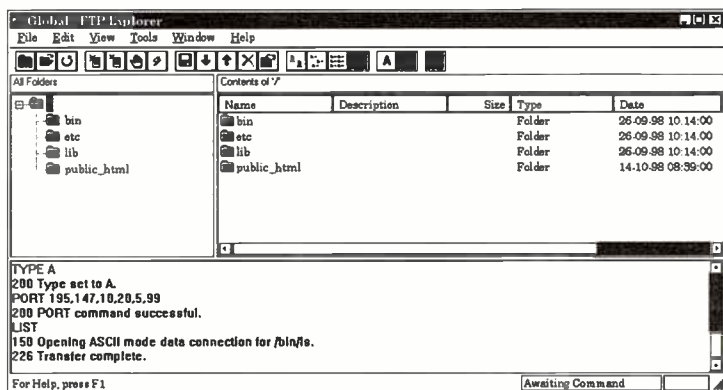 Global - FTP Explorer
File Edit View Tools Window Help
A
All Folders
Contents of '/'
/
bin
etc
lib
public_html
Name Description Size Type Date
bin Folder 26-09-98 10:14:00
etc Folder 26-09-98 10:14:00
lib Folder 26-09-98 10:14:00
public_html Folder 14-10-98 08:39:00
TYPE A
200 Type set to A.
PORT 195,147,10,20,5,99
200 PORT command successful.
LIST
150 Opening ASCII mode data connection for /bin/ls.
226 Transfer complete.
For Help, press F1
Awaiting Command